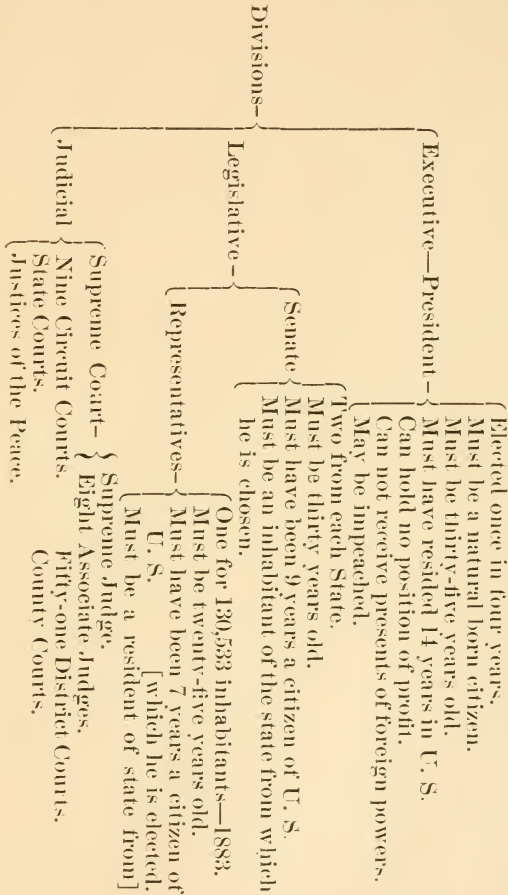 Divisions—
Executive—President—
Elected once in four years.
Must be a natural born citizen.
Must be thirty-five years old.
Must have resided 14 years in U. S.
Can hold no position of profit.
Can not receive presents of foreign powers.
May be impeached.
Legislative—
Senate
Two from each State.
Must be thirty years old.
Must have been 9 years a citizen of U. S.
Must be an inhabitant of the state from which
he is chosen.
Representatives—
One for 130,533 inhabitants—1883.
Must be twenty-five years old.
Must have been 7 years a citizen of
U. S. [which he is elected.
Must be a resident of state from]
Judicial
Supreme Court— Supreme Judge.
Eight Associate Judges.
Nine Circuit Courts. Fifty-one District Courts.
State Courts. County Courts.
Justices of the Peace.